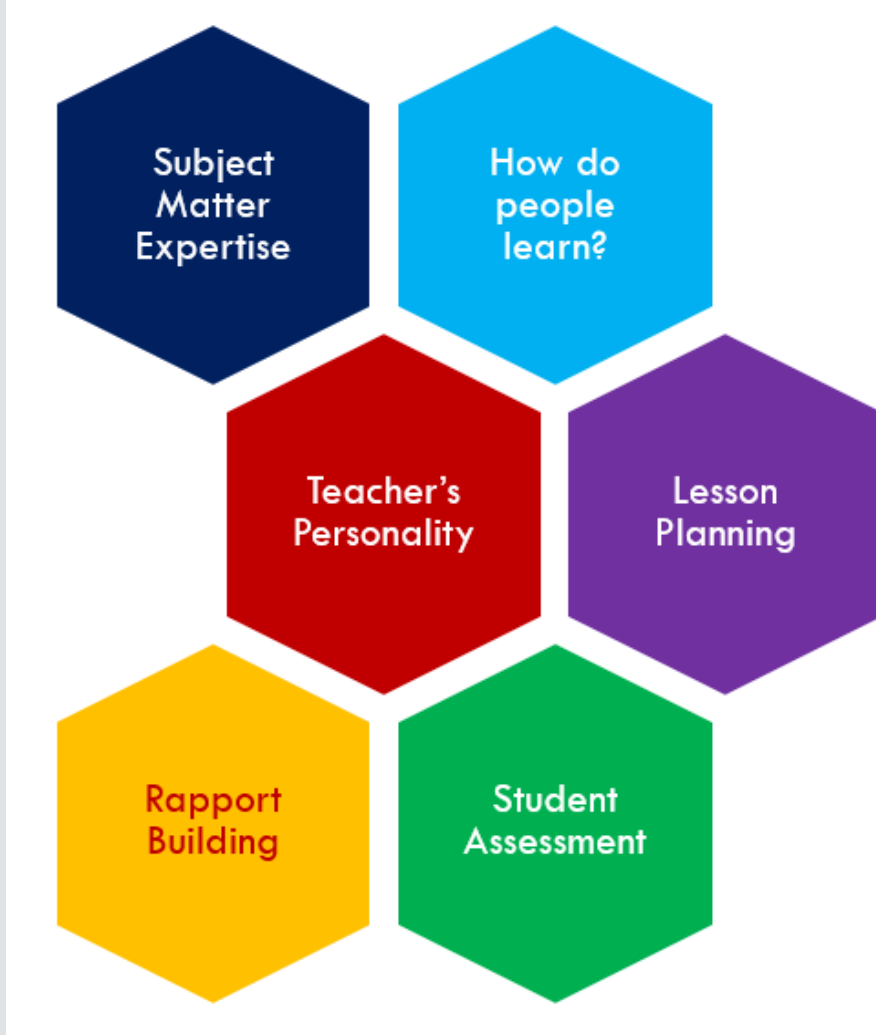 Subject
Matter
Expertise
How do
people
learn?
Teacher’s
Personality
Lesson
Planning
Rapport
Building
Student
Assessment